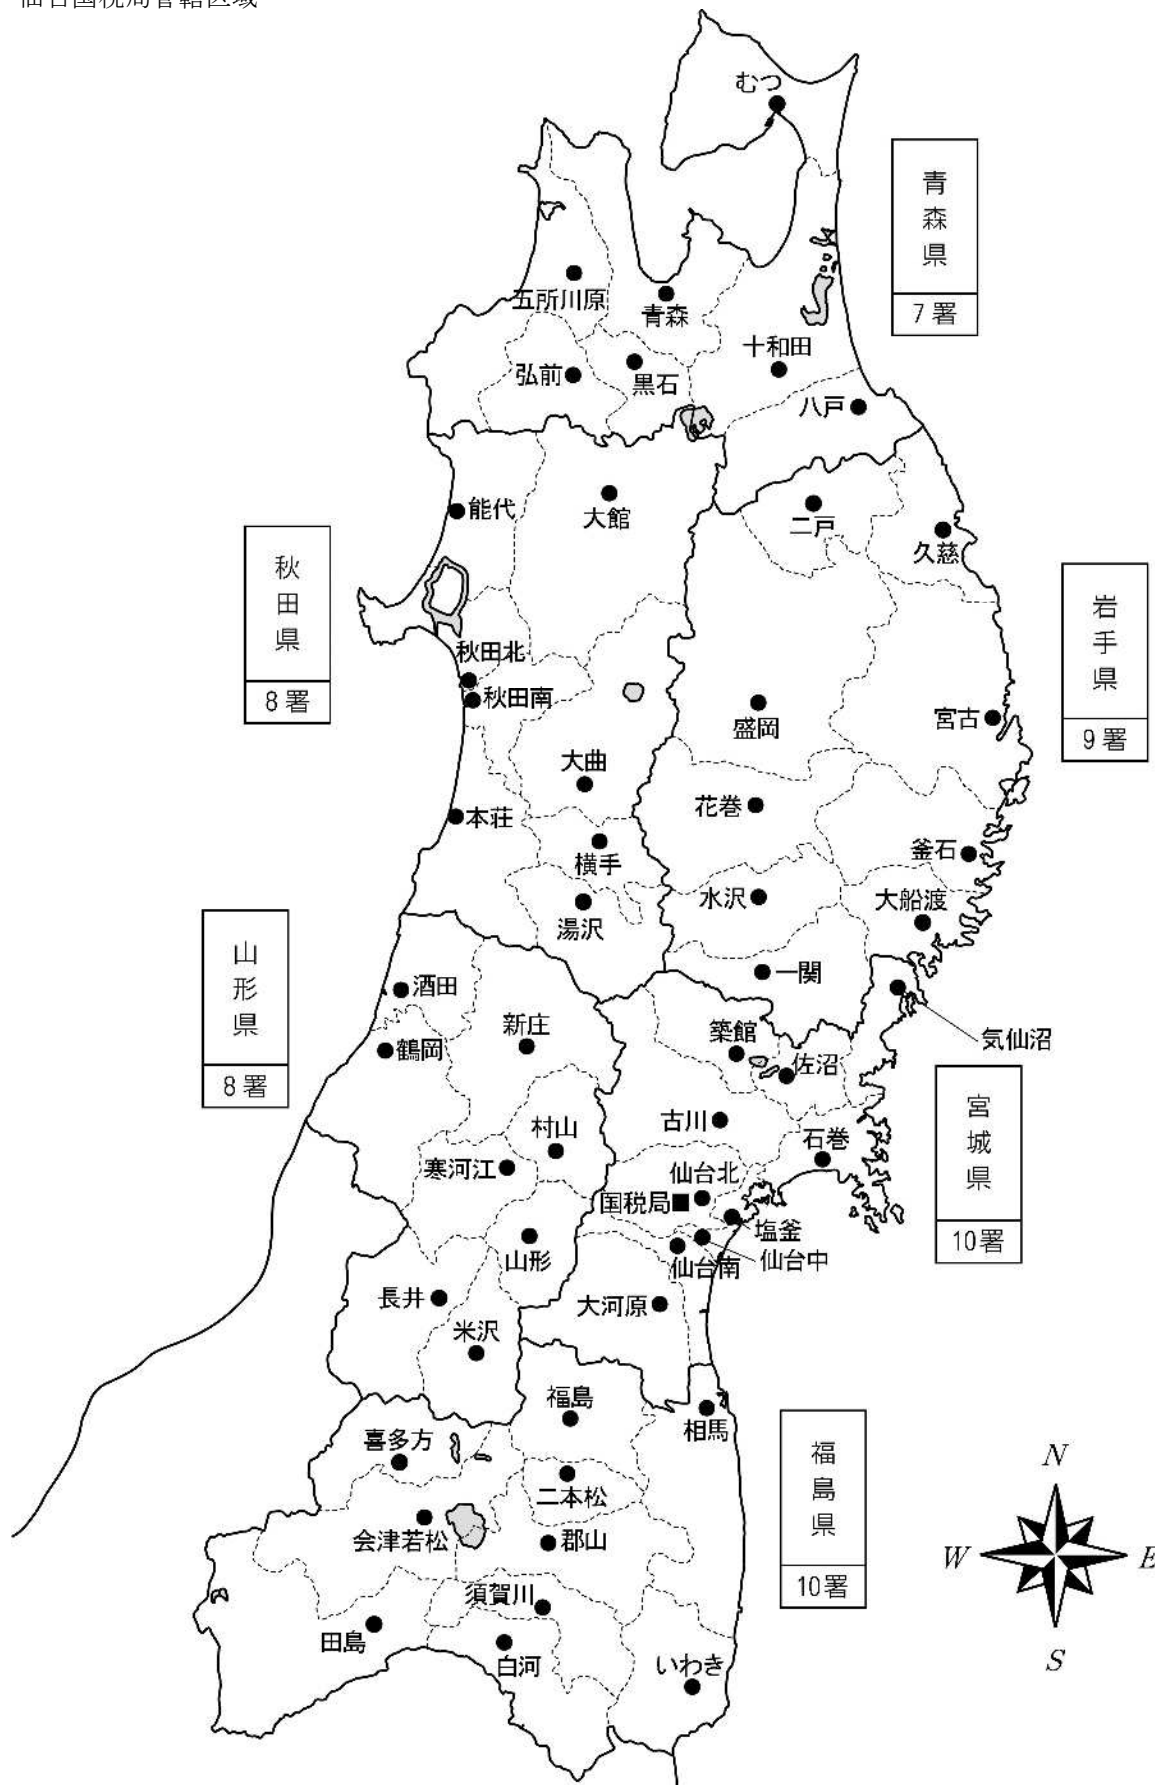 仙台国税局管轄区域
むつ
青森県
7署
五所川原
青森
十和田
弘前
黒石
八戸
能代
大館
二戸
久慈
秋田県
8署
岩手県
9署
秋田北
秋田南
盛岡
宮古
大曲
花巻
本荘
横手
釜石
水沢
大船渡
湯沢
山形県
8署
酒田
一関
新庄
築館
気仙沼
鶴岡
佐沼
宮城県
10署
村山
古川
石巻
寒河江
仙台北
国税局
塩釜
山形
仙台南
仙台中
長井
大河原
米沢
福島
相馬
喜多方
福島県
10署
二本松
会津若松
郡山
須賀川
田島
白河
いわき
N
W
E
S